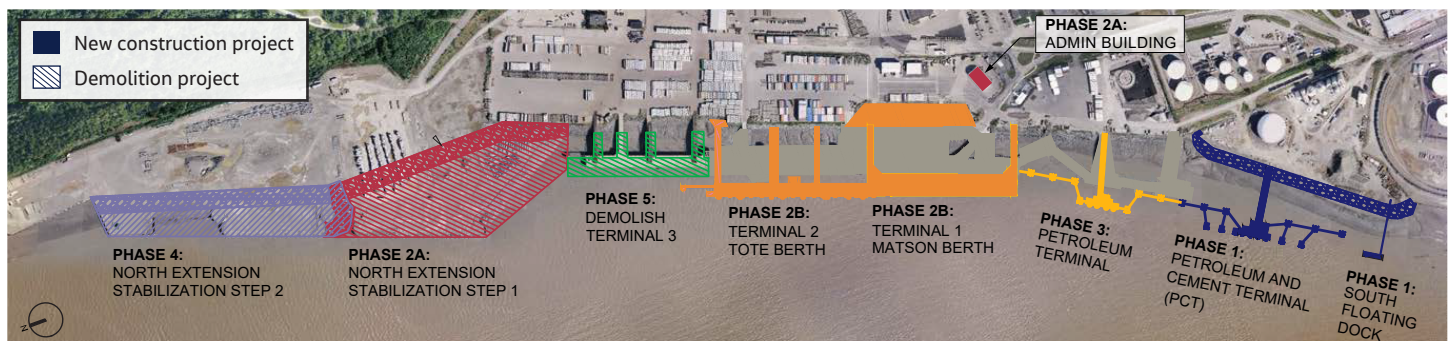 New construction project
Demolition project
PHASE 2A:
ADMIN BUILDING
PHASE 4:
NORTH EXTENSION
STABILIZATION STEP 2
PHASE 2A:
NORTH EXTENSION
STABILIZATION STEP 1
PHASE 5:
DEMOLISH
TERMINAL 3
PHASE 2B:
TERMINAL 2
TOTE BERTH
PHASE 2B:
TERMINAL 1
MATSON BERTH
PHASE 3:
PETROLEUM
TERMINAL
PHASE 1:
PETROLEUM AND
CEMENT TERMINAL
(PCT)
PHASE 1:
SOUTH
FLOATING
DOCK
N